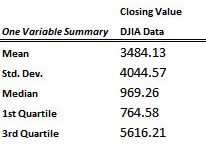 Closing Value
One Variable Summary DJIA Data
Mean 3484.13
Std. Dev. 4044.57
Median 969.26
1st Quartile 764.58
3rd Quartile 5616.21